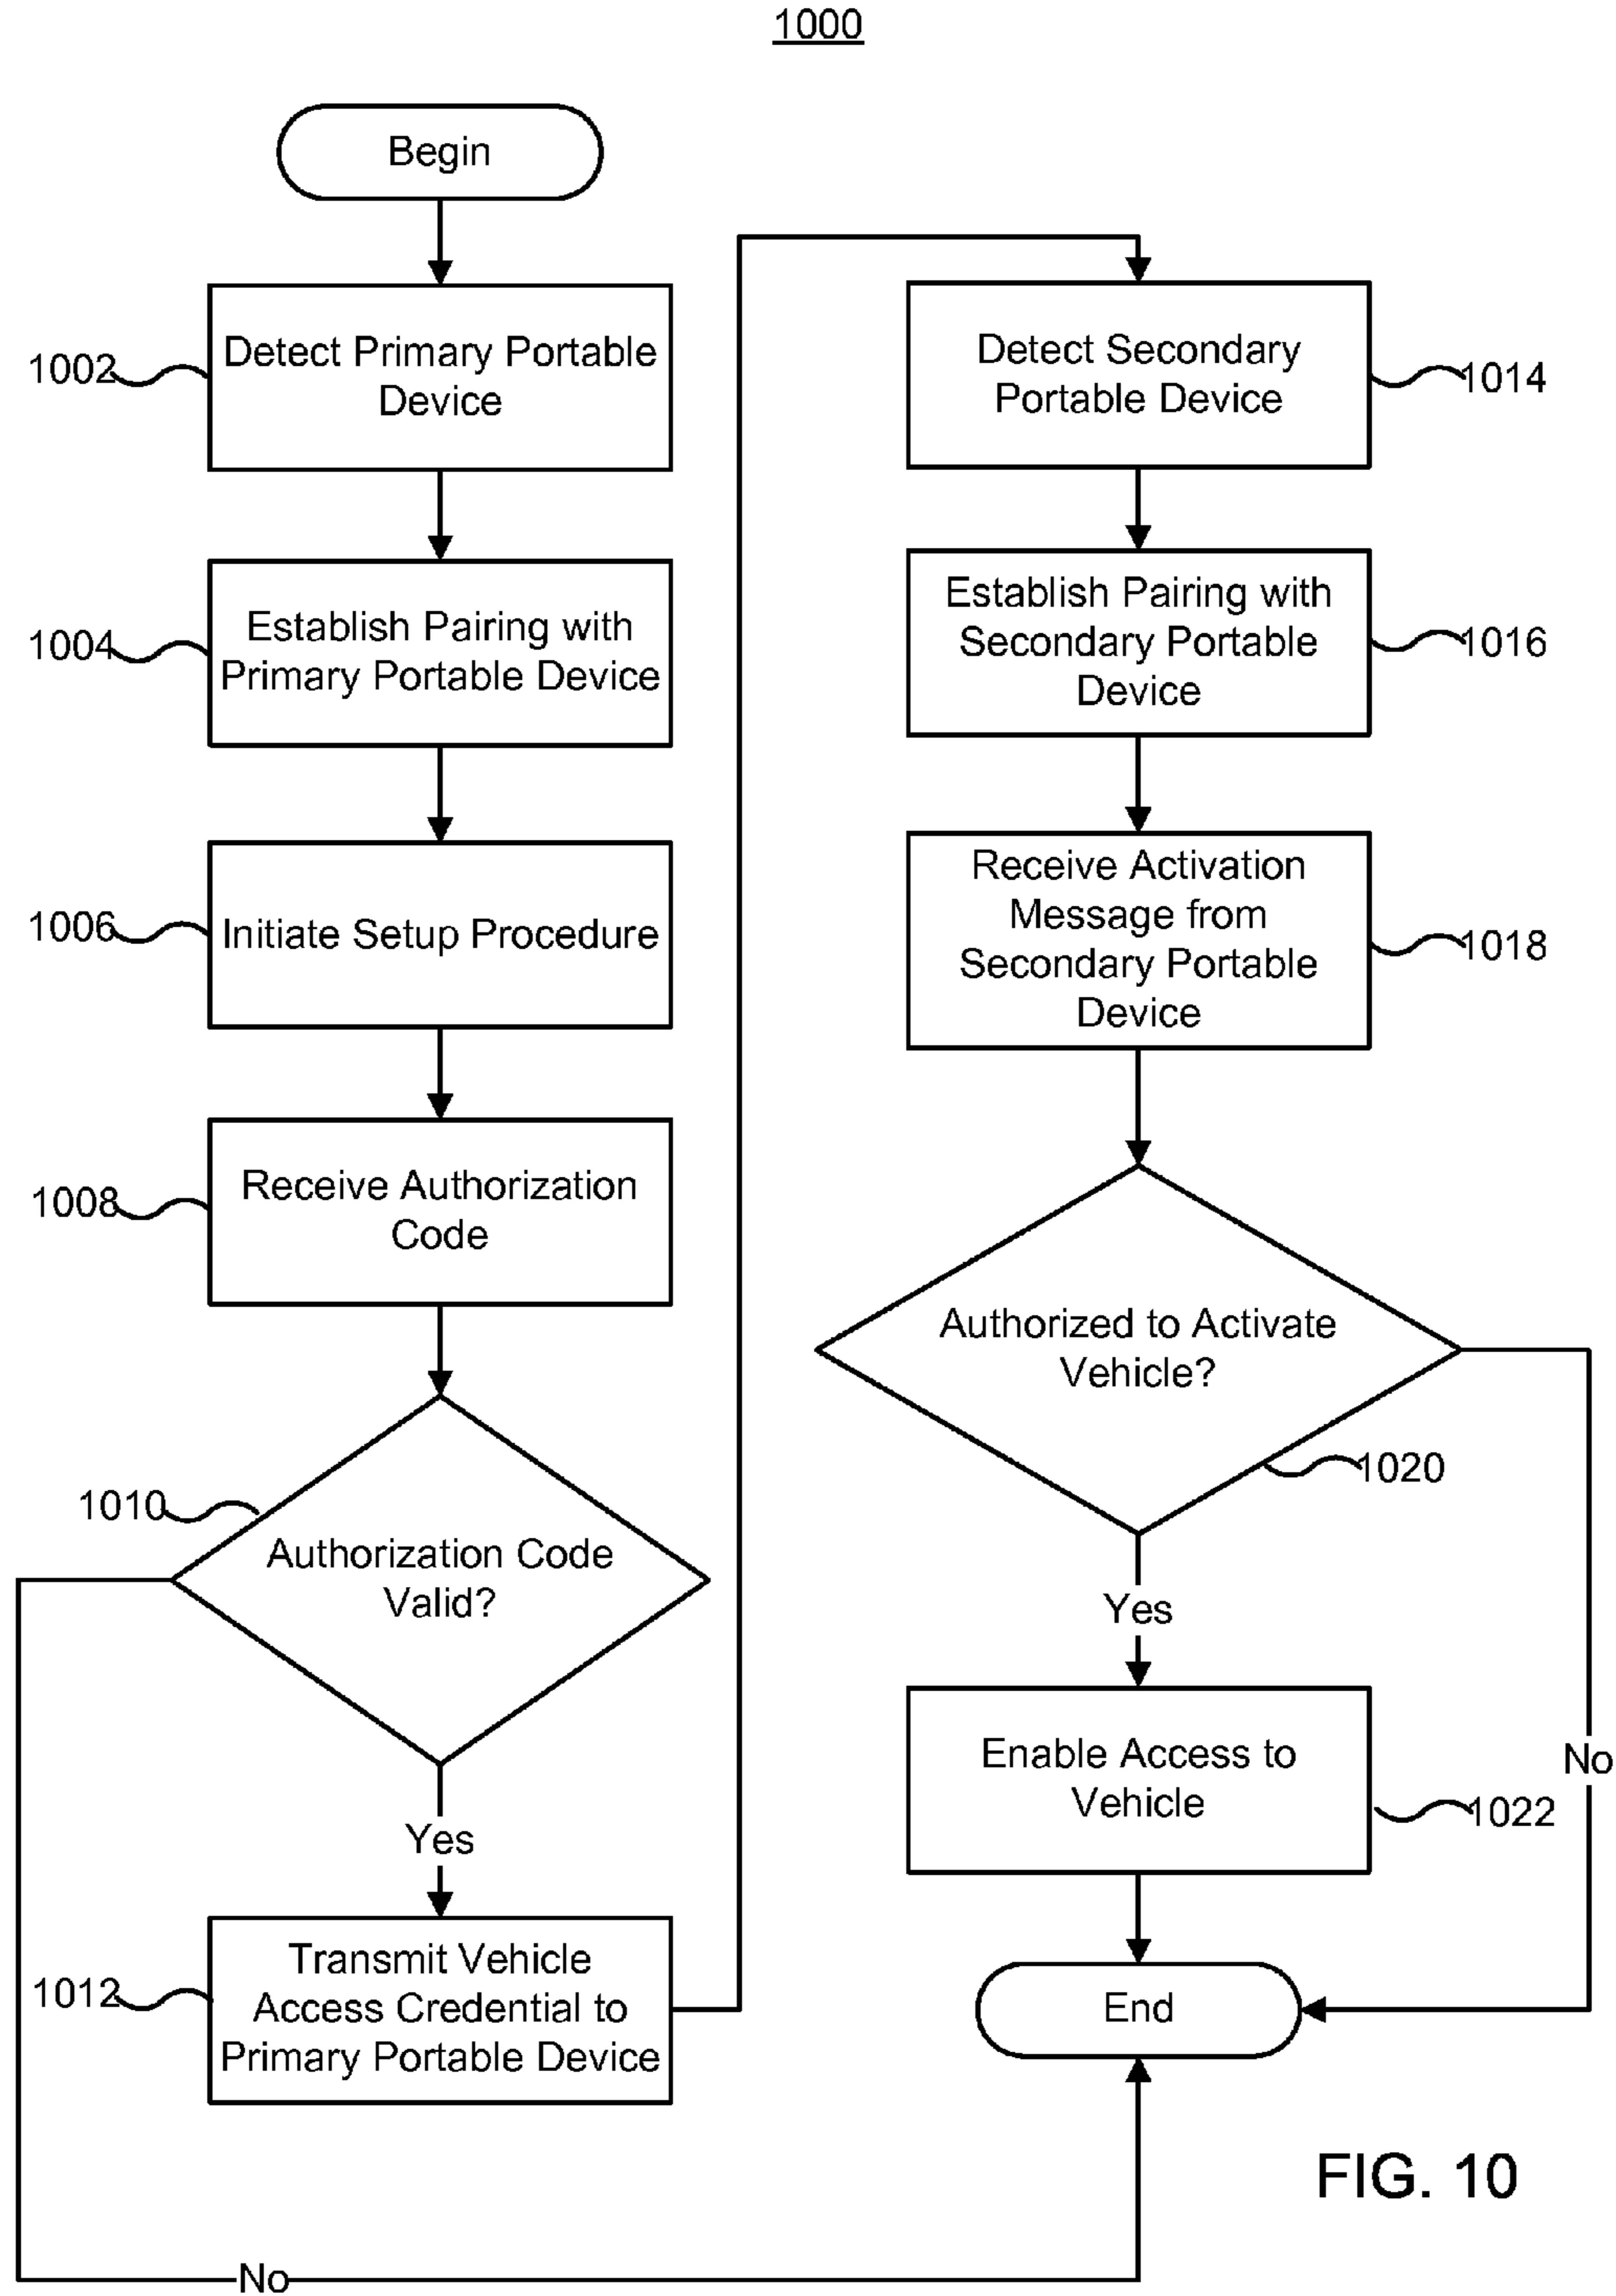 1000
Begin
1002
Detect Primary Portable
Device
1004
Establish Pairing with
Primary Portable Device
1006
Initiate Setup Procedure
1008
Receive Authorization
Code
1010
Authorization Code
Valid?
Yes
1012
Transmit Vehicle
Access Credential to
Primary Portable Device
No
Detect Secondary
Portable Device
1014
Establish Pairing with
Secondary Portable
Device
1016
Receive Activation
Message from
Secondary Portable
Device
1018
Authorized to Activate
Vehicle?
1020
Yes
No
Enable Access to
Vehicle
1022
End
FIG. 10